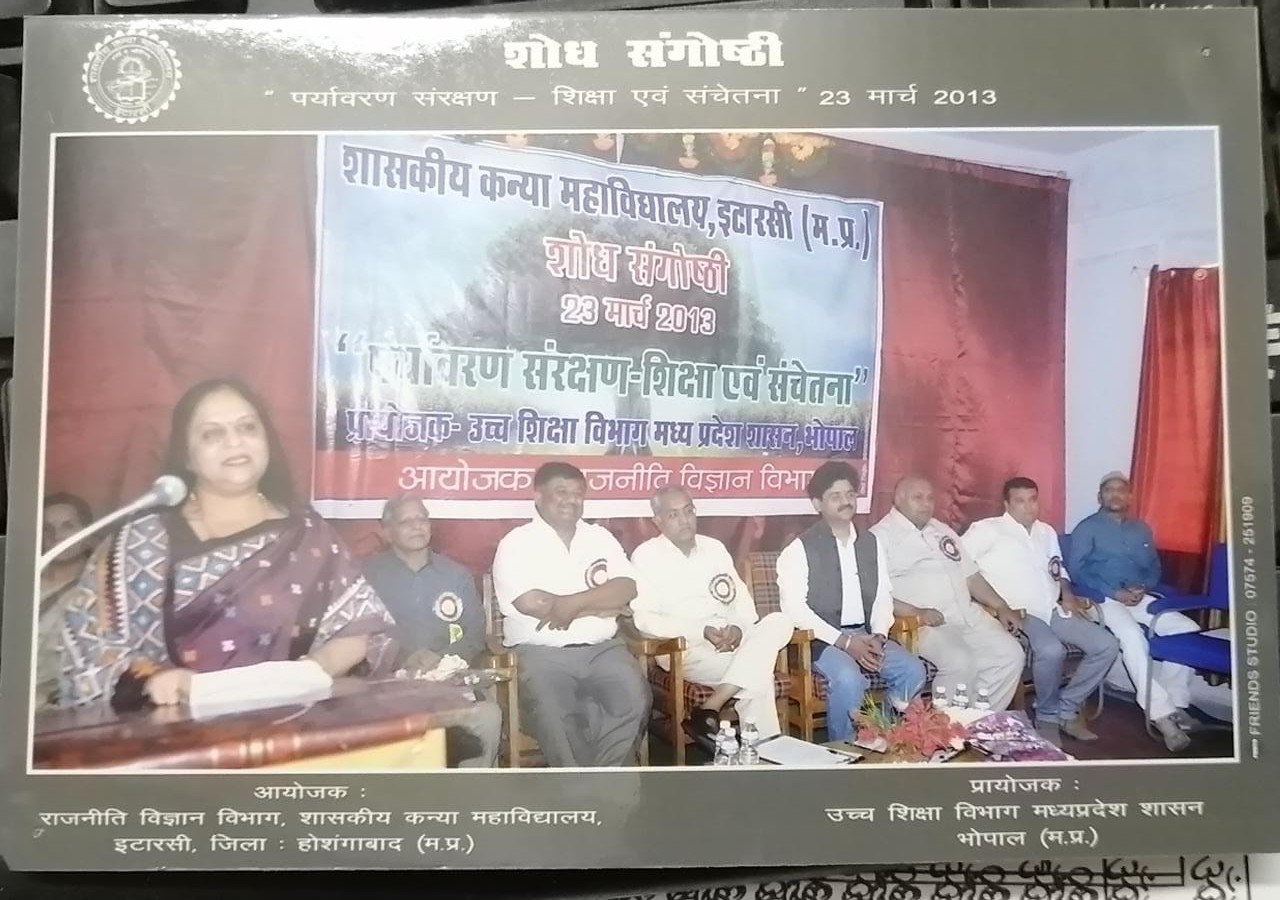 शोध संगोष्ठी
" पर्यावरण संरक्षण – शिक्षा एवं संचेतना " 23 मार्च 2013
शासकीय कन्या महाविद्यालय, इटारसी (म.प्र.)
शोध संगोष्ठी
23 मार्च 2013
“पर्यावरण संरक्षण-शिक्षा एवं संचेतना”
प्रायोजक- उच्च शिक्षा विभाग मध्य प्रदेश शासन, भोपाल
आयोजक राजनीति विज्ञान विभाग
FRIENDS STUDIO 07574 - 251909
आयोजक :
राजनीति विज्ञान विभाग, शासकीय कन्या महाविद्यालय,
इटारसी, जिला : होशंगाबाद (म.प्र.)
प्रायोजक :
उच्च शिक्षा विभाग मध्यप्रदेश शासन
भोपाल (म.प्र.)